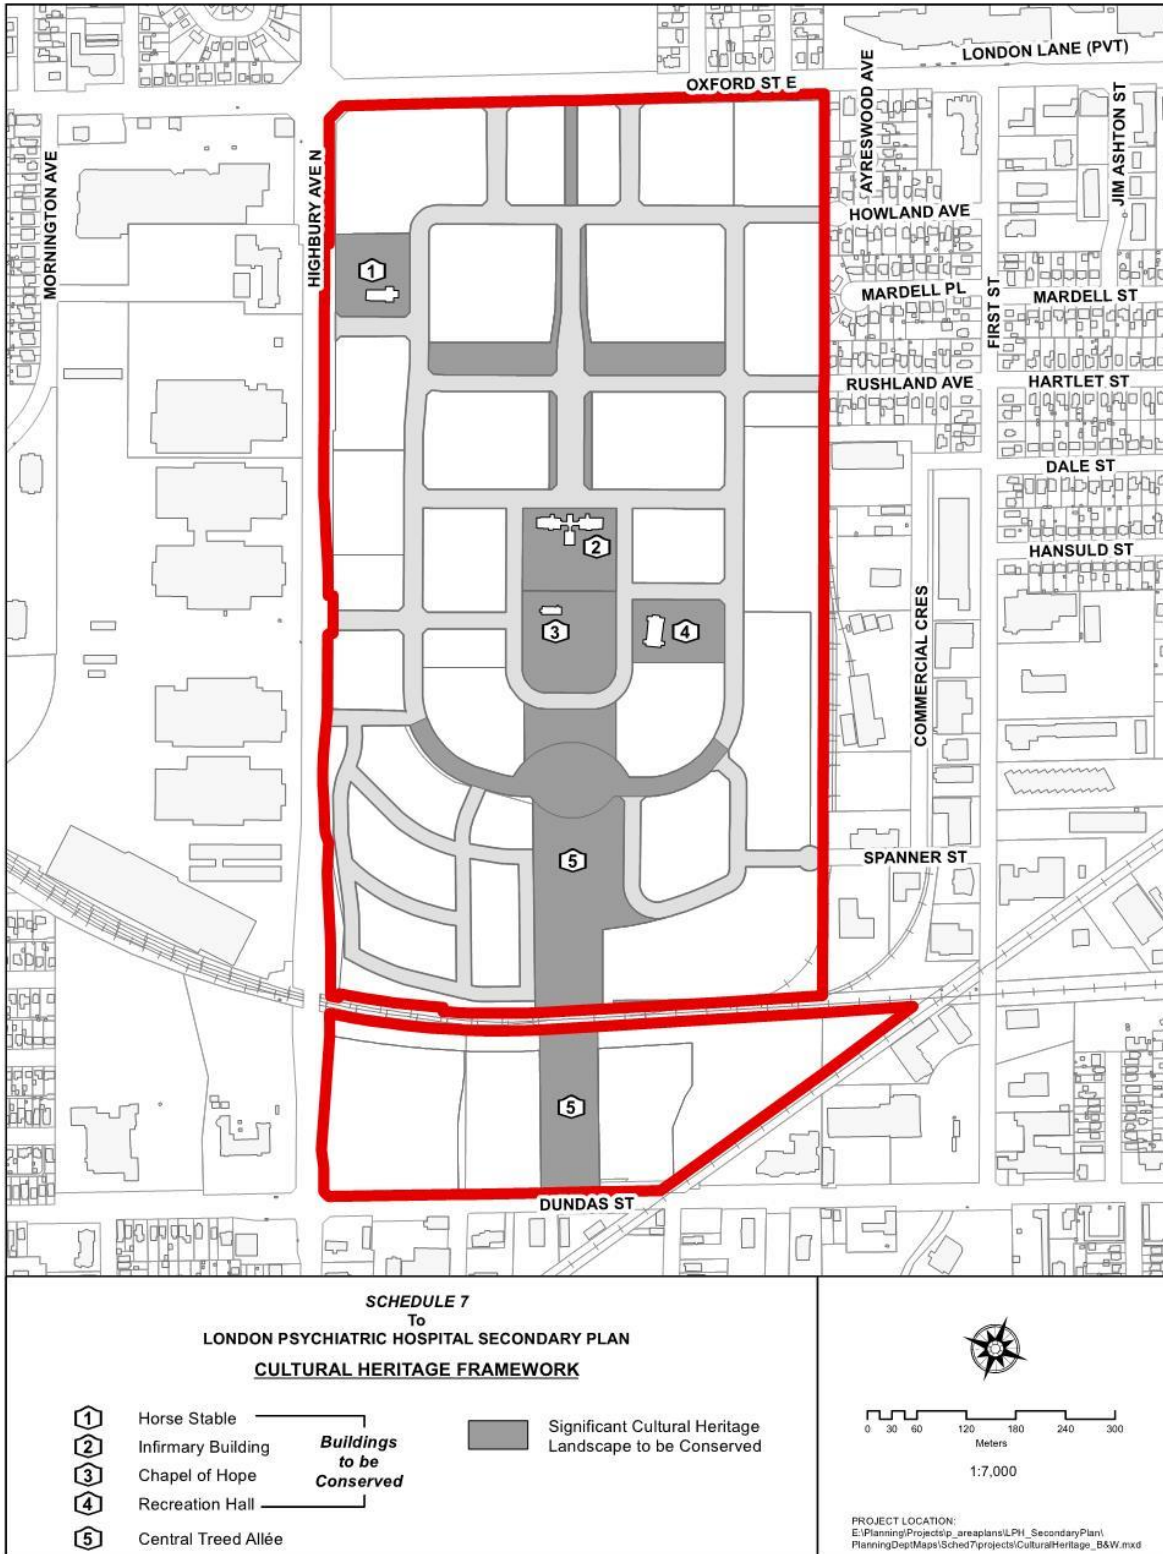 LONDON LANE (PVT)
OXFORD ST E
AYRESWOOD AVE
JIM ASHTON ST
MORNINGTON AVE
HIGHBURY AVE N
HOWLAND AVE
1
MARDELL PL
MARDELL ST
FIRST ST
RUSHLAND AVE
HARTLET ST
DALE ST
2
HANSULD ST
3
4
COMMERCIAL CRES
5
SPANNER ST
5
DUNDAS ST
SCHEDULE 7
To
LONDON PSYCHIATRIC HOSPITAL SECONDARY PLAN
CULTURAL HERITAGE FRAMEWORK
1 Horse Stable
2 Infirmary Building
3 Chapel of Hope
4 Recreation Hall
5 Central Treed Allée
Buildings
to be
Conserved
Significant Cultural Heritage
Landscape to be Conserved
0 30 60 120 180 240 300
Meters
1:7,000
PROJECT LOCATION:
E:\Planning\Projects\p_areaplans\LPH_SecondaryPlan\
PlanningDeptMaps\Sched7\projects\CulturalHeritage_B&W.mxd